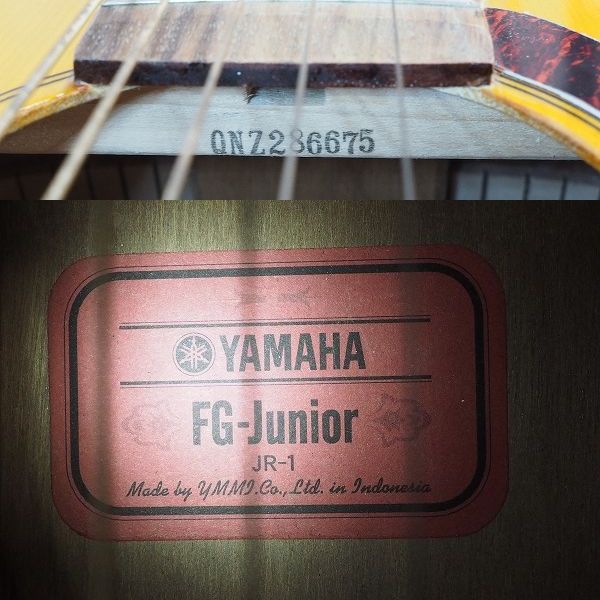 QNZ286675
YAMAHA
FG-Junior
JR-1
Made by YMMI.Co.,Ltd. in Indonesia